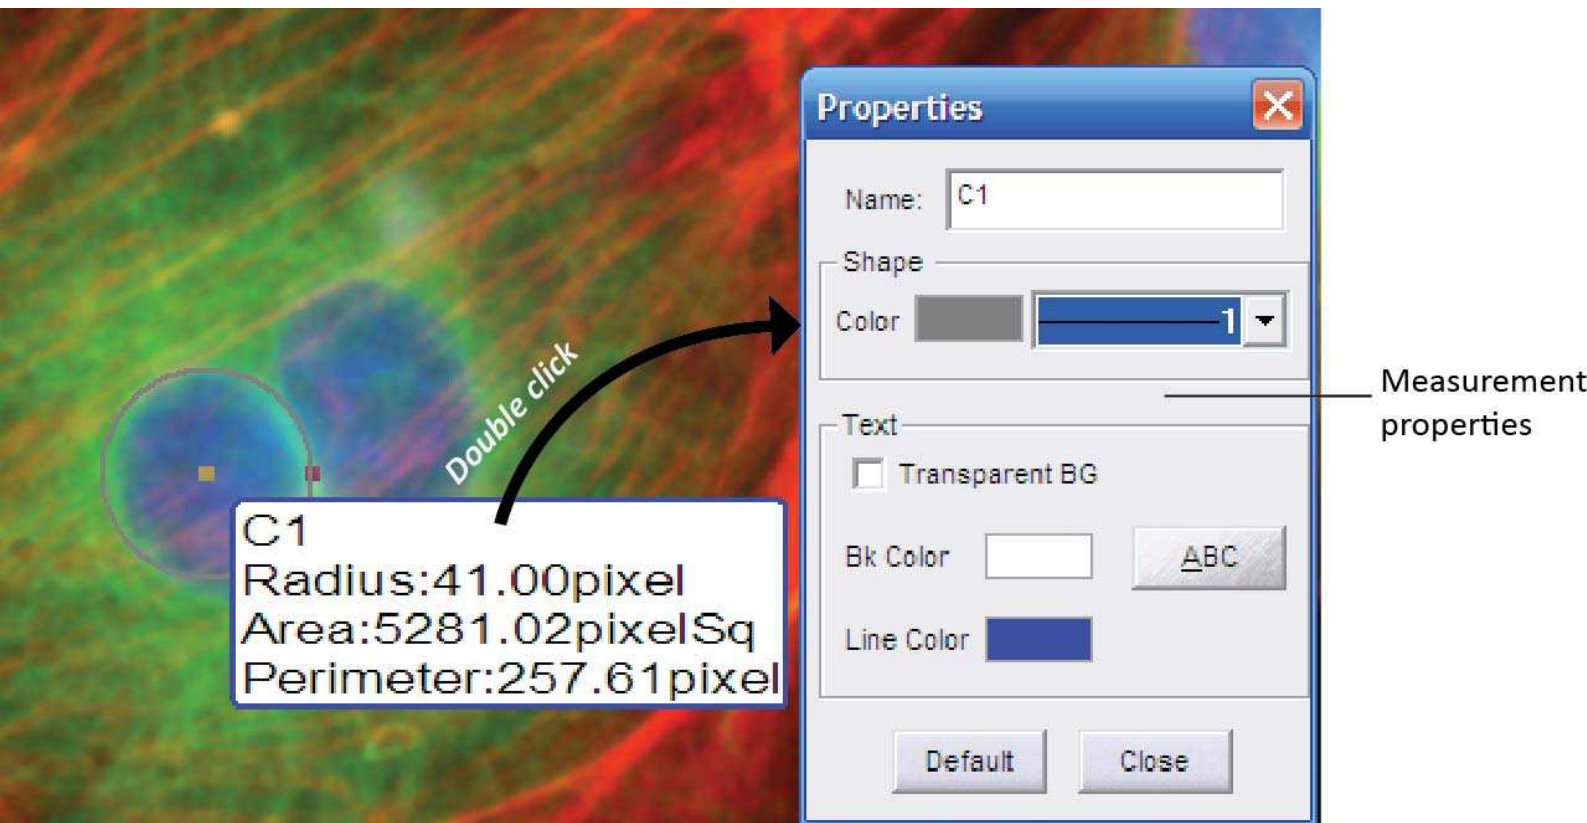 Properties
Name: C1
Shape
Color 1
Measurement
properties
Text
Transparent BG
Bk Color ABC
Line Color
Default Close
Double click
C1
Radius:41.00pixel
Area:5281.02pixelSq
Perimeter:257.61pixel